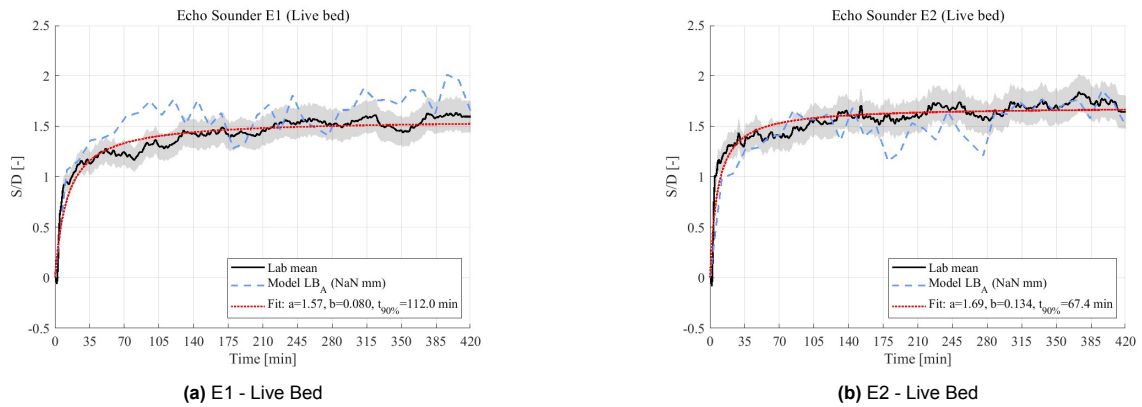 Echo Sounder E1 (Live bed)
2.5
2
1.5
1
0.5
0
-0.5
S/D [-]
0 35 70 105 140 175 210 245 280 315 350 385 420
Time [min]
Lab mean
Model LB_A (NaN mm)
Fit: a=1.57, b=0.080, t_90%=112.0 min
(a) E1 - Live Bed
Echo Sounder E2 (Live bed)
2.5
2
1.5
1
0.5
0
-0.5
S/D [-]
0 35 70 105 140 175 210 245 280 315 350 385 420
Time [min]
Lab mean
Model LB_A (NaN mm)
Fit: a=1.69, b=0.134, t_90%=67.4 min
(b) E2 - Live Bed